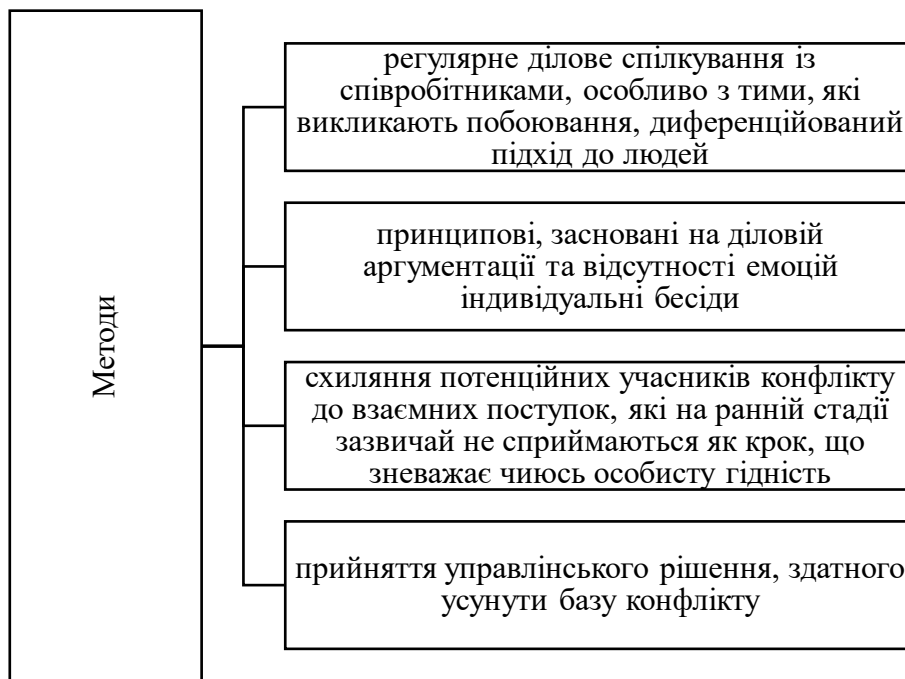 Методи
регулярне ділове спілкування із
співробітниками, особливо з тими, які
викликають побоювання, диференційований
підхід до людей
принципові, засновані на діловій
аргументації та відсутності емоцій
індивідуальні бесіди
схиляння потенційних учасників конфлікту
до взаємних поступок, які на ранній стадії
зазвичай не сприймаються як крок, що
зневажає чиюсь особисту гідність
прийняття управлінського рішення, здатного
усунути базу конфлікту